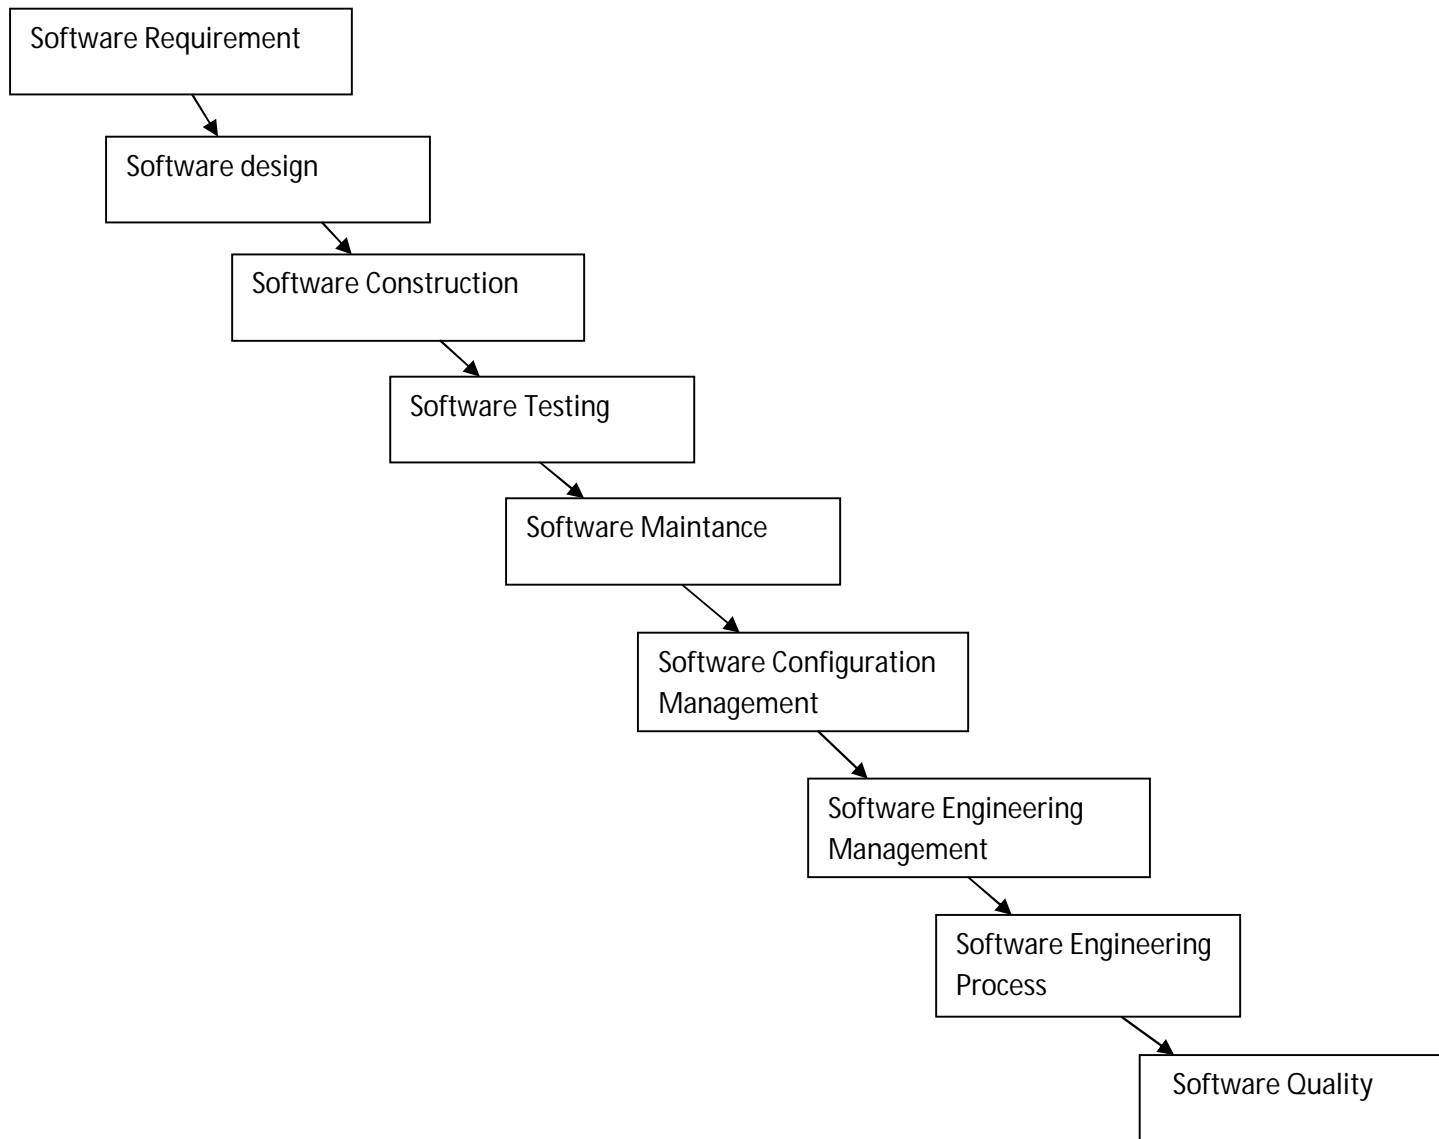 Software Requirement
Software design
Software Construction
Software Testing
Software Maintance
Software Configuration
Management
Software Engineering
Management
Software Engineering
Process
Software Quality